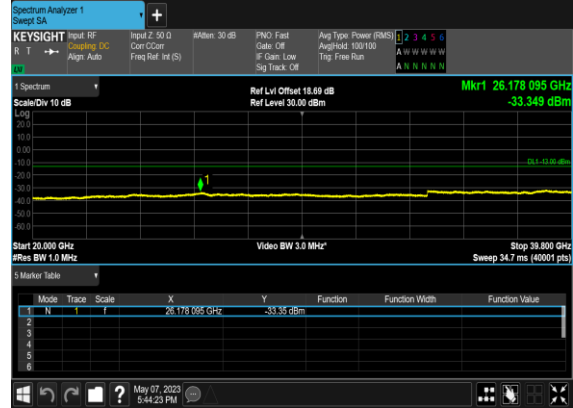 Spectrum Analyzer 1
Swept SA
+
KEYSIGHT Input: RF Input Z: 50 Ω #Atten: 30 dB PNO: Fast Avg Type: Power (RMS) 1 2 3 4 5 6
R T Coupling: DC Corr CCorr Gate: Off Avg|Hold: 100/100 A W W W W W
Align: Auto Freq Ref: Int (S) IF Gain: Low Trig: Free Run
LM Sig Track: Off A N N N N N
1 Spectrum Ref Lvl Offset 18.69 dB Mkr1 26.178 095 GHz
Scale/Div 10 dB Ref Level 30.00 dBm -33.349 dBm
Log
20.0
10.0
0.00
-10.0 DL1 -13.00 dBm
-20.0
-30.0 1
-40.0
-50.0
-60.0
Start 20.000 GHz Video BW 3.0 MHz* Stop 39.800 GHz
#Res BW 1.0 MHz Sweep 34.7 ms (40001 pts)
5 Marker Table
Mode Trace Scale X Y Function Function Width Function Value
1 N 1 f 26.178 095 GHz -33.35 dBm
2
3
4
5
6
? May 07, 2023
5:44:23 PM